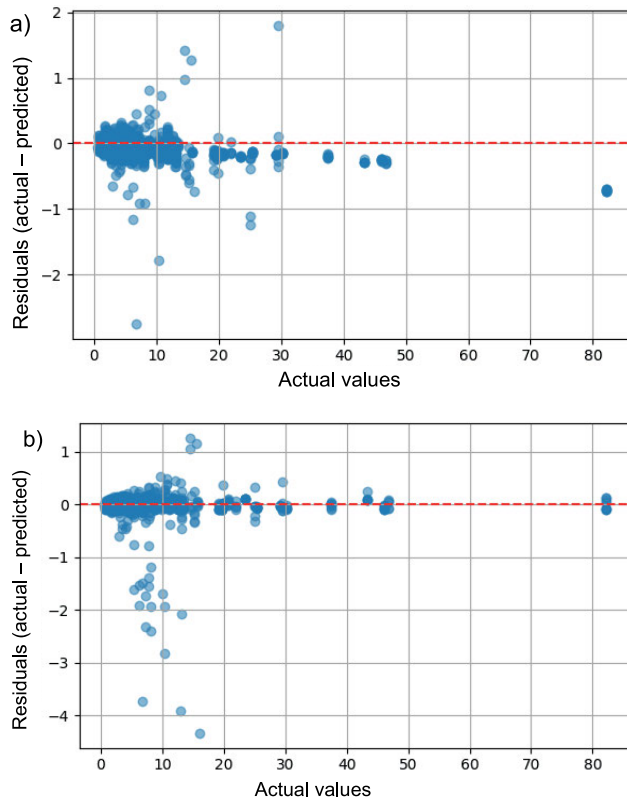 a)
Residuals (actual – predicted)
2
1
0
−1
−2
0 10 20 30 40 50 60 70 80
Actual values
b)
Residuals (actual – predicted)
1
0
−1
−2
−3
−4
0 10 20 30 40 50 60 70 80
Actual values